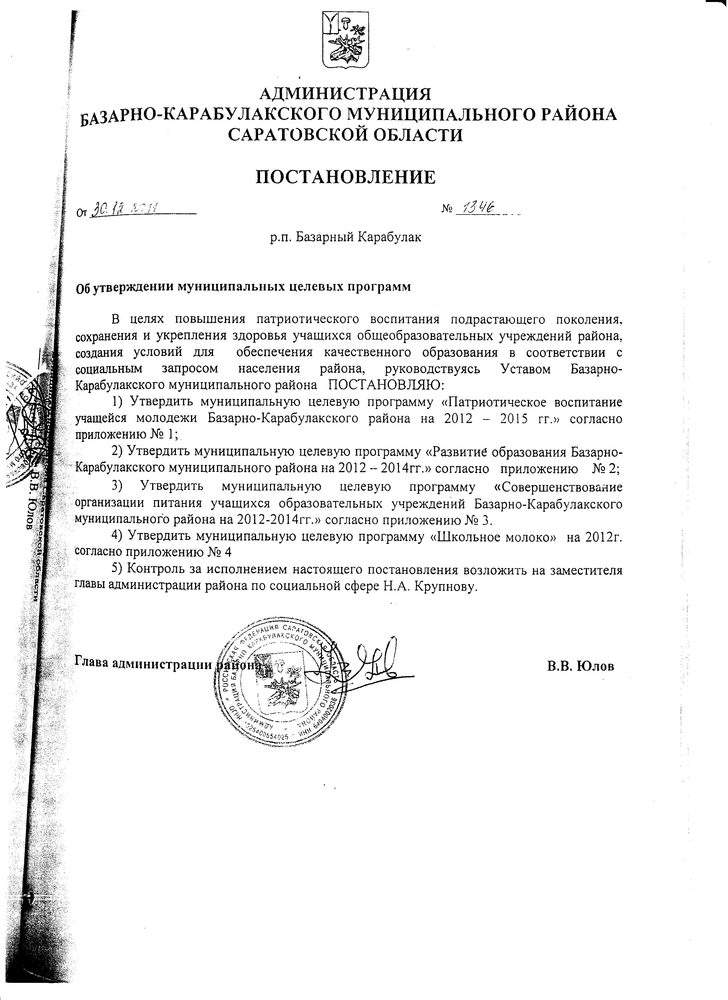 АДМИНИСТРАЦИЯ
БАЗАРНО-КАРАБУЛАКСКОГО МУНИЦИПАЛЬНОГО РАЙОНА
САРАТОВСКОЙ ОБЛАСТИ
ПОСТАНОВЛЕНИЕ
От 30.12.2011 № 1346
р.п. Базарный Карабулак
Об утверждении муниципальных целевых программ
В целях повышения патриотического воспитания подрастающего поколения,
сохранения и укрепления здоровья учащихся общеобразовательных учреждений района,
создания условий для обеспечения качественного образования в соответствии с
социальным запросом населения района, руководствуясь Уставом Базарно-
Карабулакского муниципального района ПОСТАНОВЛЯЮ:
1) Утвердить муниципальную целевую программу «Патриотическое воспитание
учащейся молодежи Базарно-Карабулакского района на 2012 – 2015 гг.» согласно
приложению № 1;
2) Утвердить муниципальную целевую программу «Развитие образования Базарно-
Карабулакского муниципального района на 2012 – 2014гг.» согласно приложению № 2;
3) Утвердить муниципальную целевую программу «Совершенствование
организации питания учащихся образовательных учреждений Базарно-Карабулакского
муниципального района на 2012-2014гг.» согласно приложению № 3.
4) Утвердить муниципальную целевую программу «Школьное молоко» на 2012г.
согласно приложению № 4
5) Контроль за исполнением настоящего постановления возложить на заместителя
главы администрации района по социальной сфере Н.А. Крупнову.
Глава администрации района В.В. Юлов
РОССИЙСКАЯ ФЕДЕРАЦИЯ САРАТОВСКАЯ ОБЛАСТЬ
АДМИНИСТРАЦИЯ БАЗАРНО КАРАБУЛАКСКОГО МУНИЦИПАЛЬНОГО РАЙОНА
ИНН 6404002036
Саратовской области
В.В. Юлов